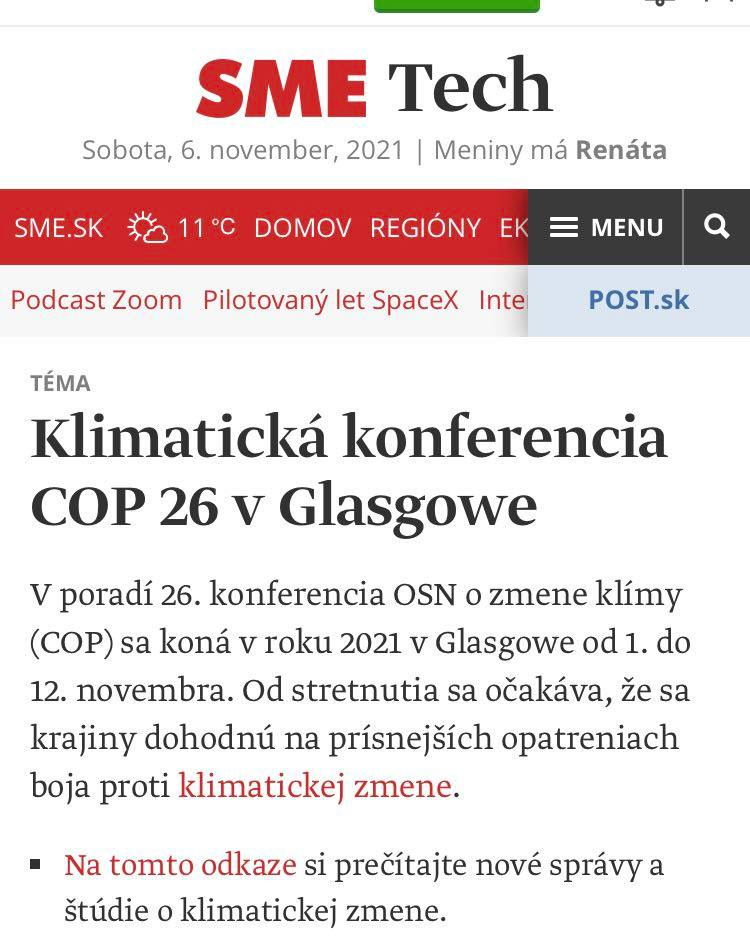 SME Tech
Sobota, 6. november, 2021 | Meniny má Renáta
SME.SK 11 °C DOMOV REGIÓNY EK MENU
Podcast Zoom Pilotovaný let SpaceX Inte POST.sk
TÉMA
Klimatická konferencia
COP 26 v Glasgowe
V poradí 26. konferencia OSN o zmene klímy
(COP) sa koná v roku 2021 v Glasgowe od 1. do
12. novembra. Od stretnutia sa očakáva, že sa
krajiny dohodnú na prísnejších opatreniach
boja proti klimatickej zmene.
Na tomto odkaze si prečítajte nové správy a
štúdie o klimatickej zmene.